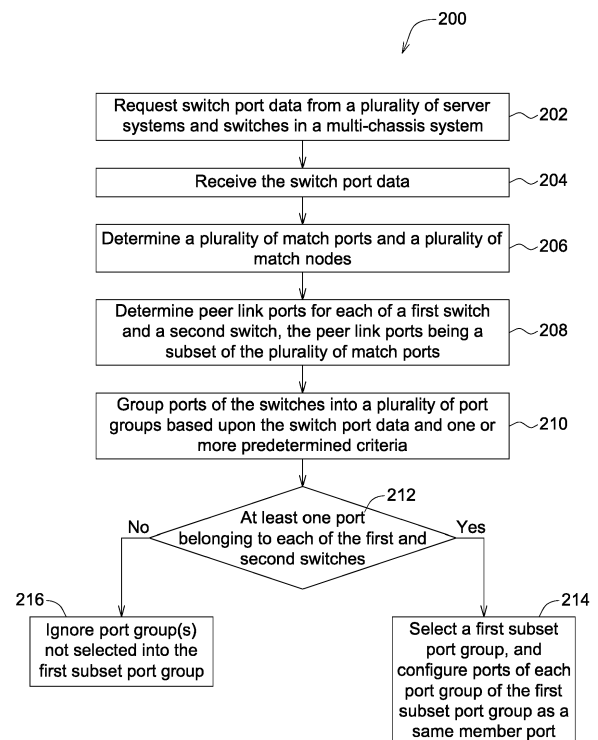 200
Request switch port data from a plurality of server
systems and switches in a multi-chassis system
202
Receive the switch port data
204
Determine a plurality of match ports and a plurality of
match nodes
206
Determine peer link ports for each of a first switch
and a second switch, the peer link ports being a
subset of the plurality of match ports
208
Group ports of the switches into a plurality of port
groups based upon the switch port data and one or
more predetermined criteria
210
212
At least one port
belonging to each of the first and
second switches
No
Yes
216
Ignore port group(s)
not selected into the
first subset port group
214
Select a first subset
port group, and
configure ports of each
port group of the first
subset port group as a
same member port